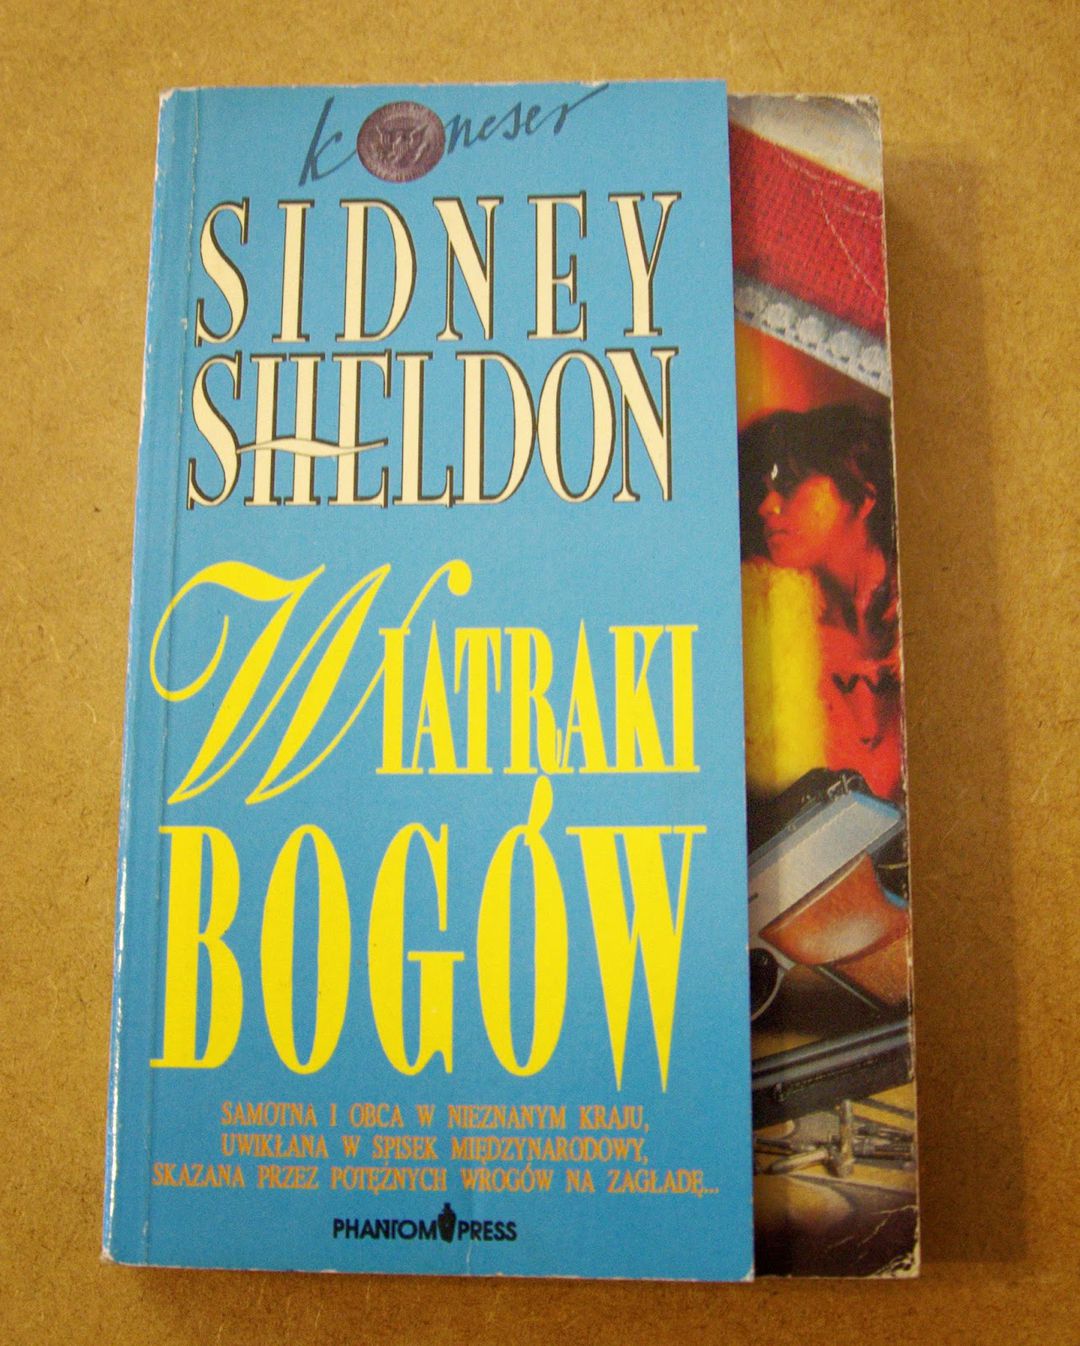 koneser
SIDNEY
SHELDON
WIATRAKI
BOGÓW
SAMOTNA I OBCA W NIEZNANYM KRAJU,
UWIKŁANA W SPISEK MIĘDZYNARODOWY,
SKAZANA PRZEZ POTĘŻNYCH WROGÓW NA ZAGŁADĘ...
PHANTOM PRESS